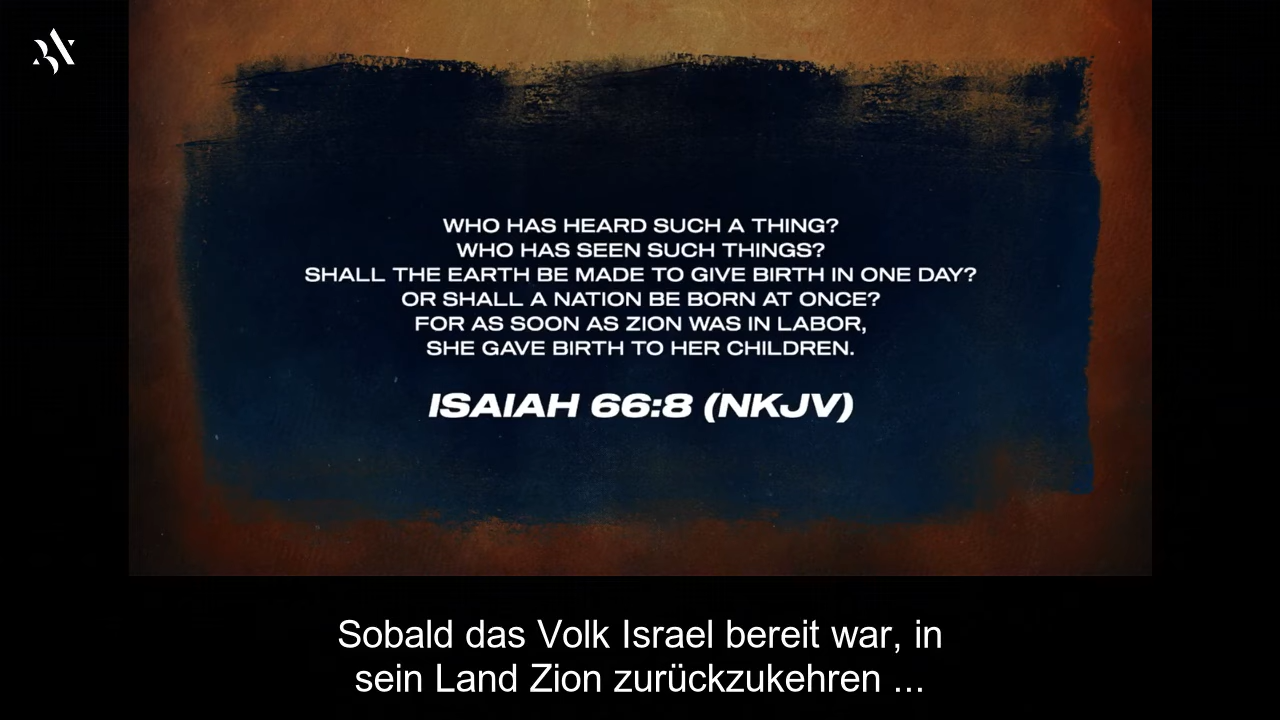 WHO HAS HEARD SUCH A THING?
WHO HAS SEEN SUCH THINGS?
SHALL THE EARTH BE MADE TO GIVE BIRTH IN ONE DAY?
OR SHALL A NATION BE BORN AT ONCE?
FOR AS SOON AS ZION WAS IN LABOR,
SHE GAVE BIRTH TO HER CHILDREN.
ISAIAH 66:8 (NKJV)
Sobald das Volk Israel bereit war, in
sein Land Zion zurückzukehren ...